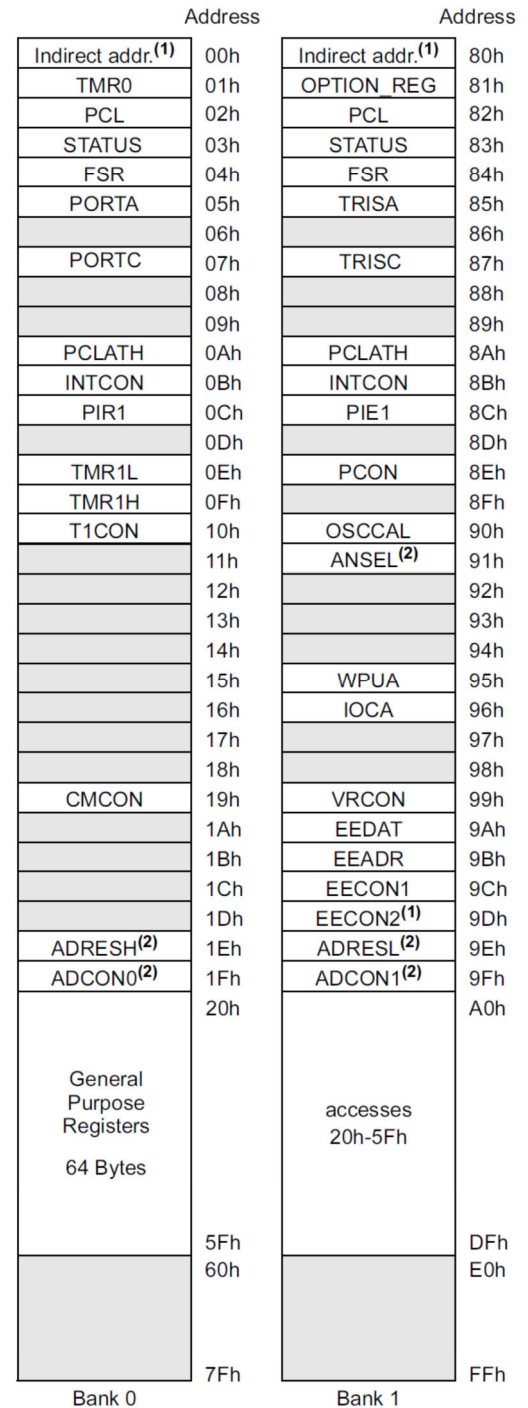 Address Address
Indirect addr.(1) 00h Indirect addr.(1) 80h
TMR0 01h OPTION_REG 81h
PCL 02h PCL 82h
STATUS 03h STATUS 83h
FSR 04h FSR 84h
PORTA 05h TRISA 85h
06h 86h
PORTC 07h TRISC 87h
08h 88h
09h 89h
PCLATH 0Ah PCLATH 8Ah
INTCON 0Bh INTCON 8Bh
PIR1 0Ch PIE1 8Ch
0Dh 8Dh
TMR1L 0Eh PCON 8Eh
TMR1H 0Fh 8Fh
T1CON 10h OSCCAL 90h
11h ANSEL(2) 91h
12h 92h
13h 93h
14h 94h
15h WPUA 95h
16h IOCA 96h
17h 97h
18h 98h
CMCON 19h VRCON 99h
1Ah EEDAT 9Ah
1Bh EEADR 9Bh
1Ch EECON1 9Ch
1Dh EECON2(1) 9Dh
ADRESH(2) 1Eh ADRESL(2) 9Eh
ADCON0(2) 1Fh ADCON1(2) 9Fh
20h A0h
General
Purpose
Registers
64 Bytes
accesses
20h-5Fh
5Fh DFh
60h E0h
7Fh FFh
Bank 0 Bank 1